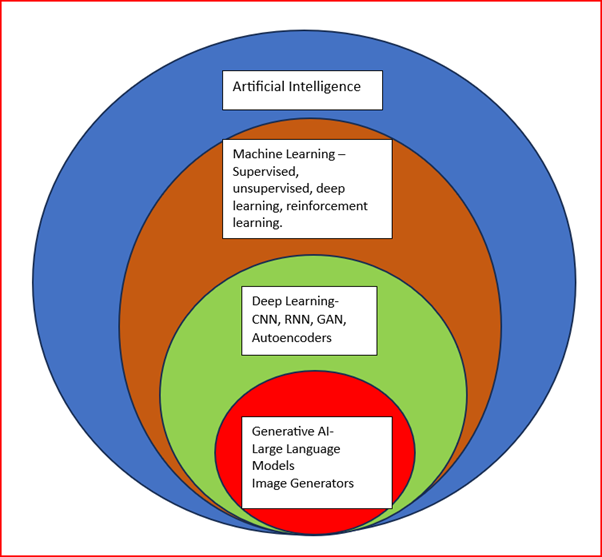 Artificial Intelligence
Machine Learning –
Supervised,
unsupervised, deep
learning, reinforcement
learning.
Deep Learning-
CNN, RNN, GAN,
Autoencoders
Generative AI-
Large Language
Models
Image Generators